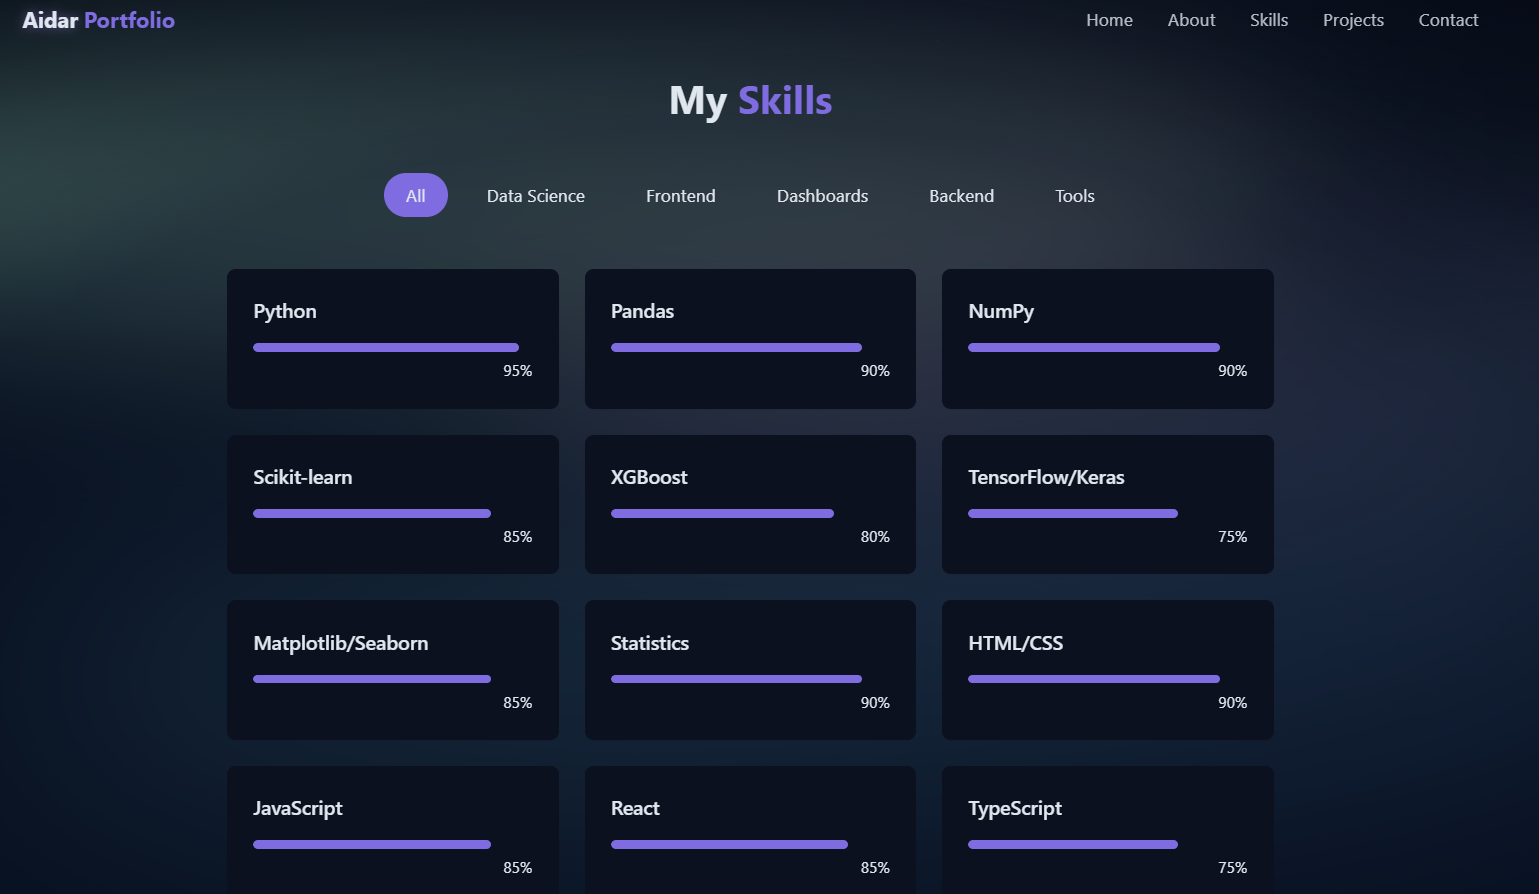 Aidar Portfolio
Home About Skills Projects Contact
My Skills
All Data Science Frontend Dashboards Backend Tools
Python
95%
Pandas
90%
NumPy
90%
Scikit-learn
85%
XGBoost
80%
TensorFlow/Keras
75%
Matplotlib/Seaborn
85%
Statistics
90%
HTML/CSS
90%
JavaScript
85%
React
85%
TypeScript
75%